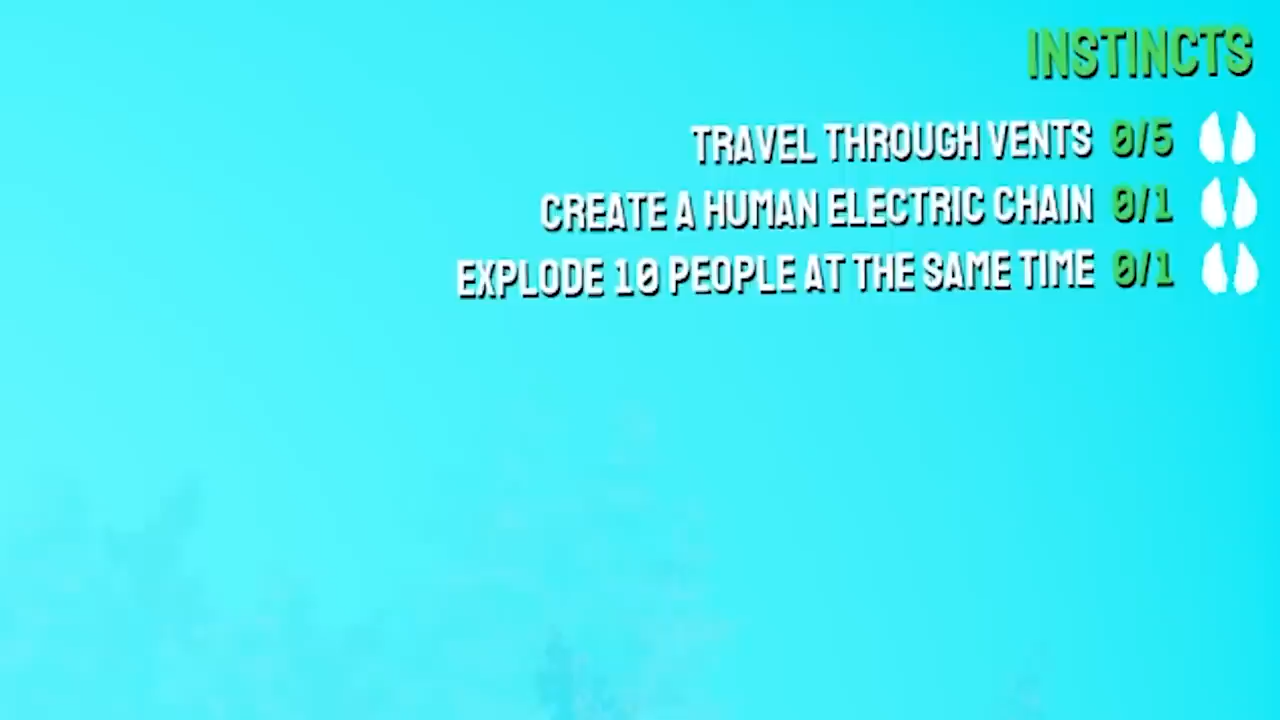 INSTINCTS
TRAVEL THROUGH VENTS 0/5
CREATE A HUMAN ELECTRIC CHAIN 0/1
EXPLODE 10 PEOPLE AT THE SAME TIME 0/1